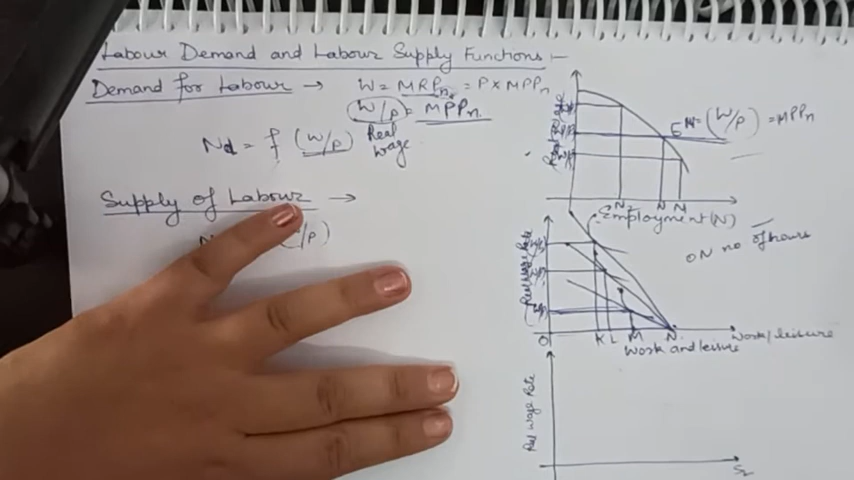 Labour Demand and Labour Supply Functions :-
Demand for Labour → W = MRPn = P x MPPn
(W/P) = MPPn.
Nd = f (W/P) Real
wage
Supply of Labour →
/P)
(W/P) = MPPn
N N
Employment (N)
ON no of hours
Real wage Rate
O K L M N work/leisure
work and leisure
Real Wage Rate
SL